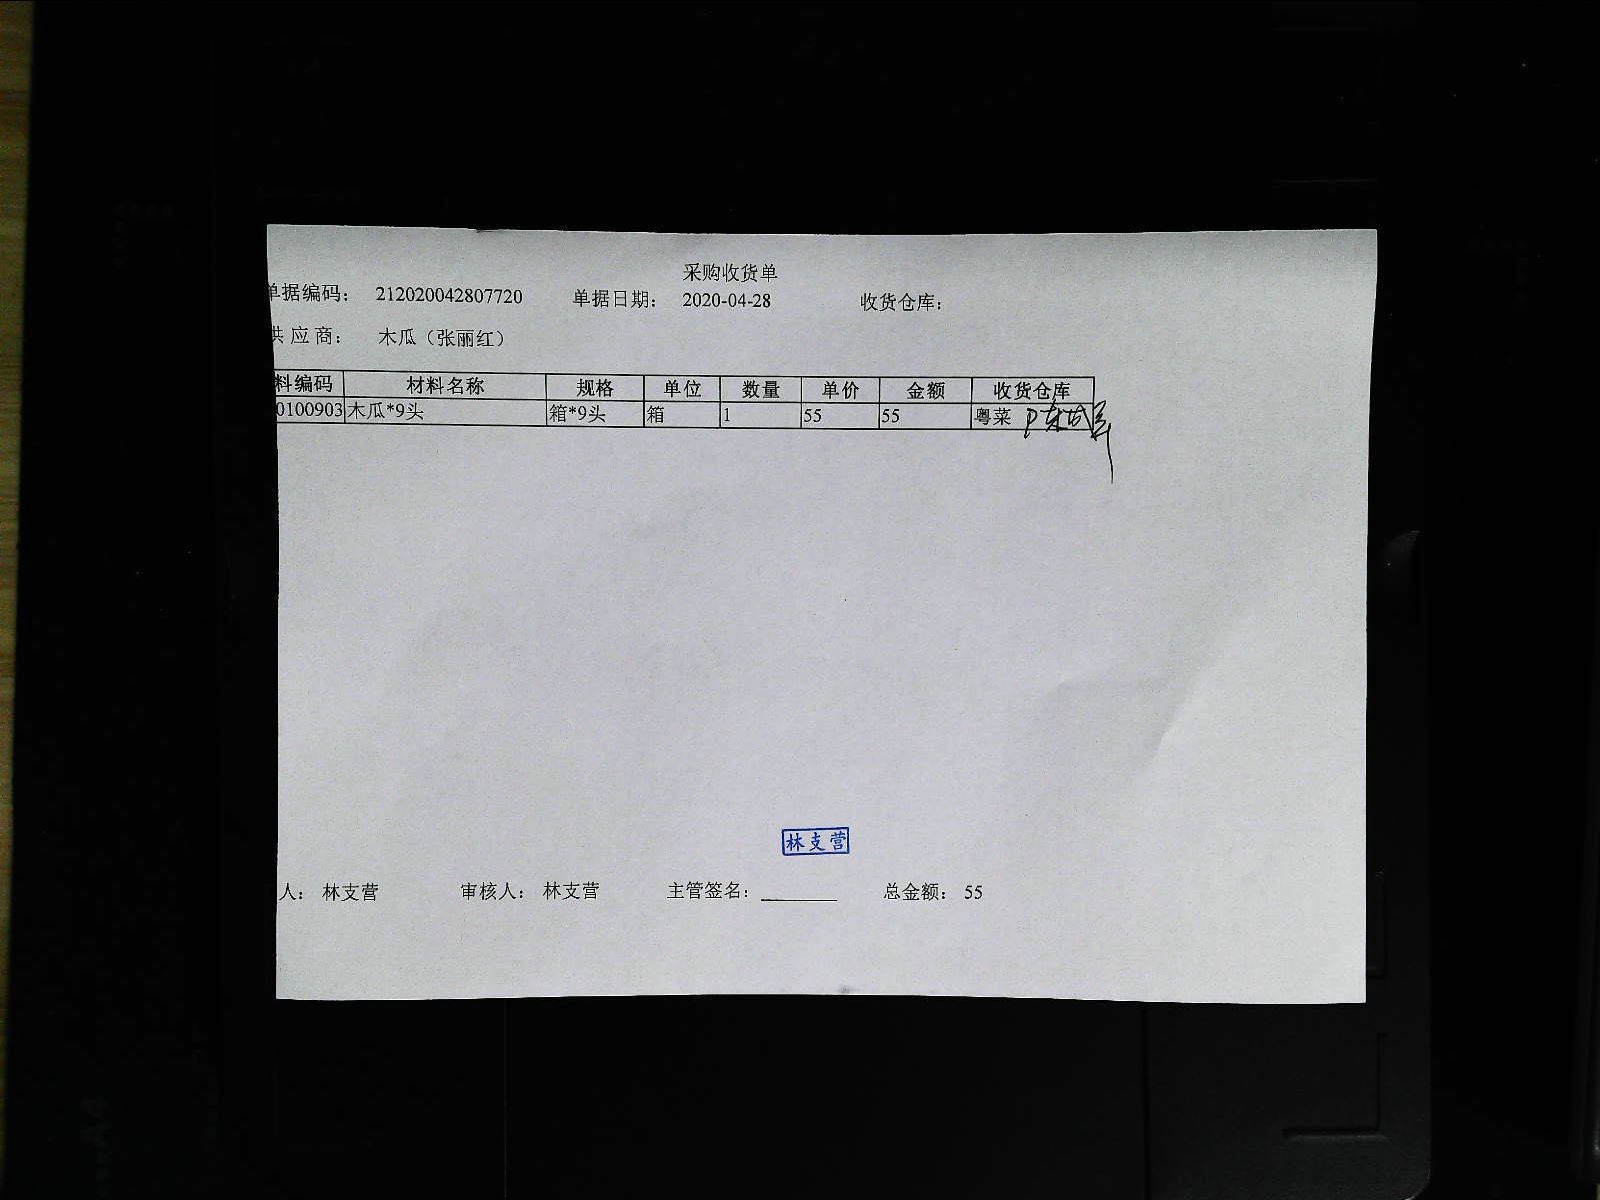 采购收货单
单据编码： 212020042807720 单据日期： 2020-04-28 收货仓库：
供应商： 木瓜（张丽红）
料编码 材料名称 规格 单位 数量 单价 金额 收货仓库
0100903 木瓜*9头 箱*9头 箱 1 55 55 粤菜
林支营
人： 林支营 审核人： 林支营 主管签名： 总金额： 55